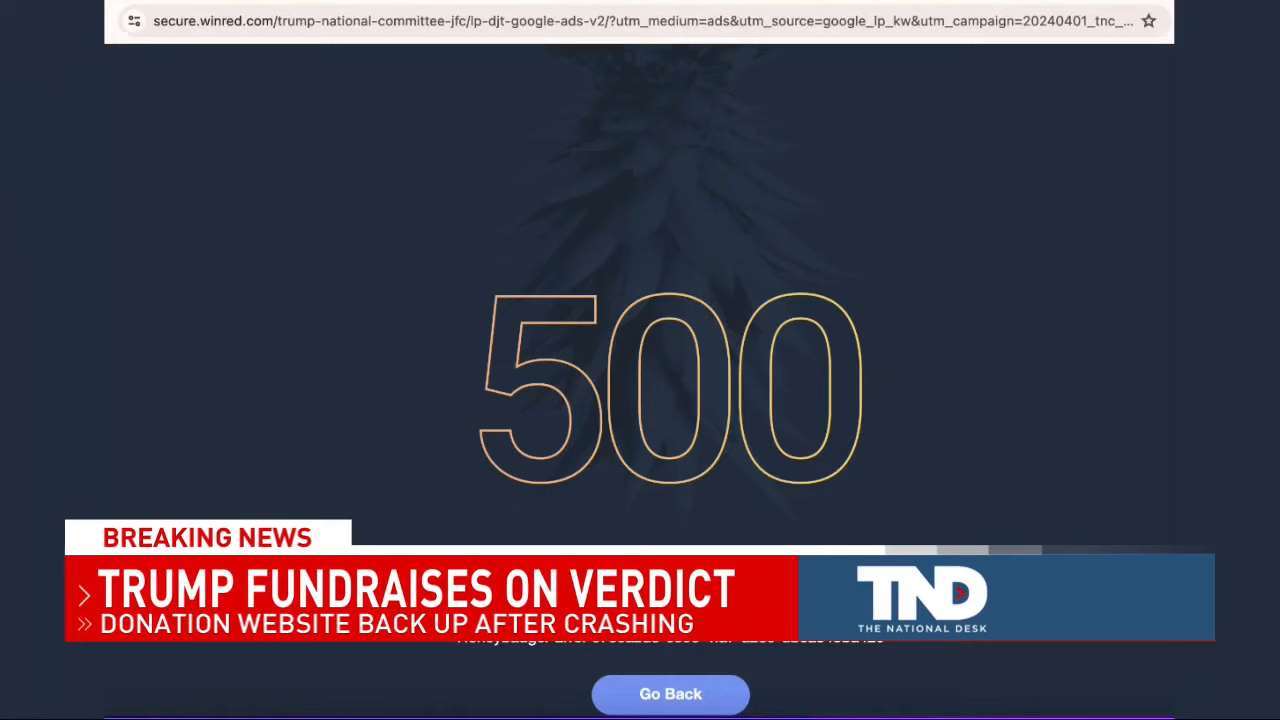 secure.winred.com/trump-national-committee-jfc/lp-djt-google-ads-v2/?utm_medium=ads&utm_source=google_lp_kw&utm_campaign=20240401_tnc_...
500
BREAKING NEWS
TRUMP FUNDRAISES ON VERDICT
DONATION WEBSITE BACK UP AFTER CRASHING
TND
THE NATIONAL DESK
Go Back